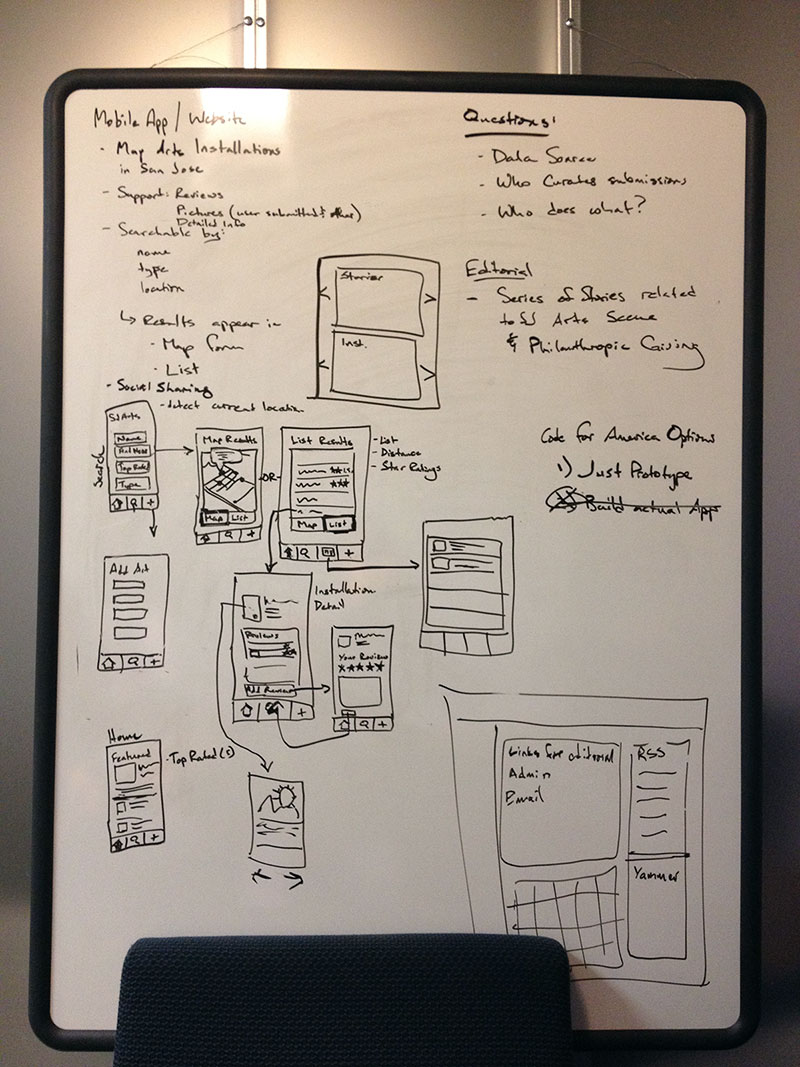 Mobile App / Website
- Map Arts Installations
in San Jose
- Support: Reviews
Pictures (user submitted & other)
Detailed Info
- Searchable by:
name
type
location
↳ Results appear in
- Map form
- List
- Social Sharing
- detect current location
Questions:
- Data Source
- Who curates submissions
- Who does what?
Editorial
- Series of Stories related
to SJ Arts Scene
& Philanthropic Giving
Code for America Options
1) Just Prototype
2) Build actual App
Stories
Inst.
Search
SJ Arts
Name
Top Rated
Type
+
Map Results
Map List
+
-OR-
List Results
Map List
+
- List
- Distance
- Star Ratings
Add Art
+
Installation
Detail
Reviews
Add Review
+
Your Review
+
Home
Featured
+
- Top Rated(s)
Links for editorial
Admin
Email
RSS
Yammer